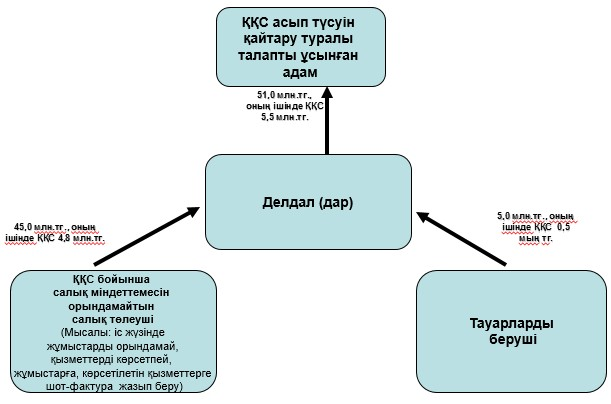 ҚҚС асып түсуін
қайтару туралы
талапты ұсынған
адам
51,0 млн.тг.,
оның ішінде ҚҚС
5,5 млн.тг.
Делдал (дар)
45,0 млн.тг., оның
ішінде ҚҚС 4,8 млн.тг.
5,0 млн.тг., оның
ішінде ҚҚС 0,5
мың тг.
ҚҚС бойынша
салық міндеттемесін
орындамайтын
салық төлеуші
(Мысалы: іс жүзінде
жұмыстарды орындамай,
қызметтерді көрсетпей,
жұмыстарға, көрсетілетін қызметтерге
шот-фактура жазып беру)
Тауарларды
беруші